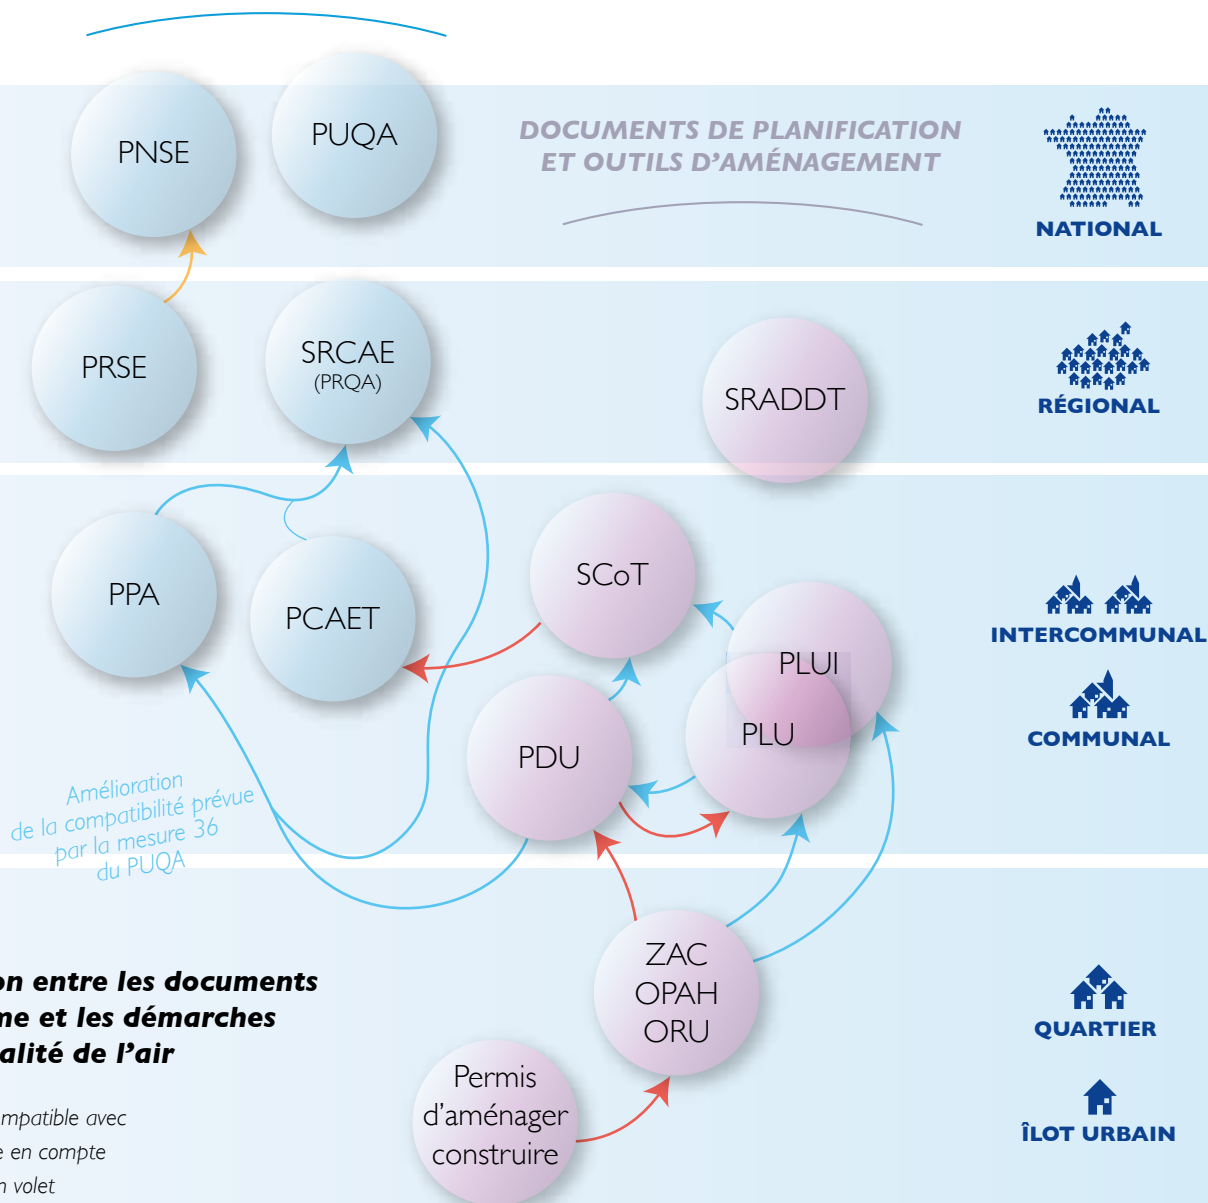 PNSE
PUQA
DOCUMENTS DE PLANIFICATION
ET OUTILS D'AMÉNAGEMENT
NATIONAL
PRSE
SRCAE
(PRQA)
SRADDT
RÉGIONAL
PPA
PCAET
SCoT
PLUI
PLU
PDU
INTERCOMMUNAL
COMMUNAL
Amélioration
de la compatibilité prévue
par la mesure 36
du PUQA
on entre les documents
me et les démarches
alité de l'air
mpatible avec
e en compte
n volet
ZAC
OPAH
ORU
Permis
d'aménager
construire
QUARTIER
ÎLOT URBAIN